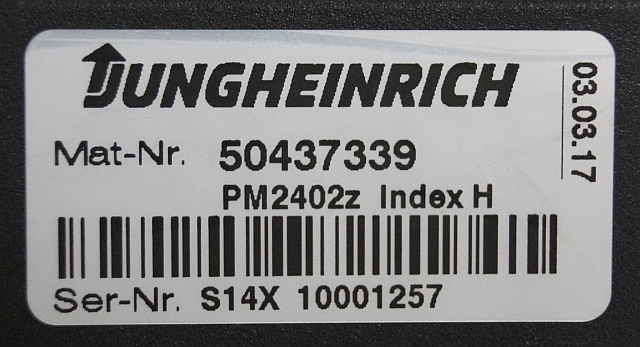 JUNGHEINRICH
03.03.17
Mat-Nr. 50437339
PM2402z Index H
Ser-Nr. S14X 10001257